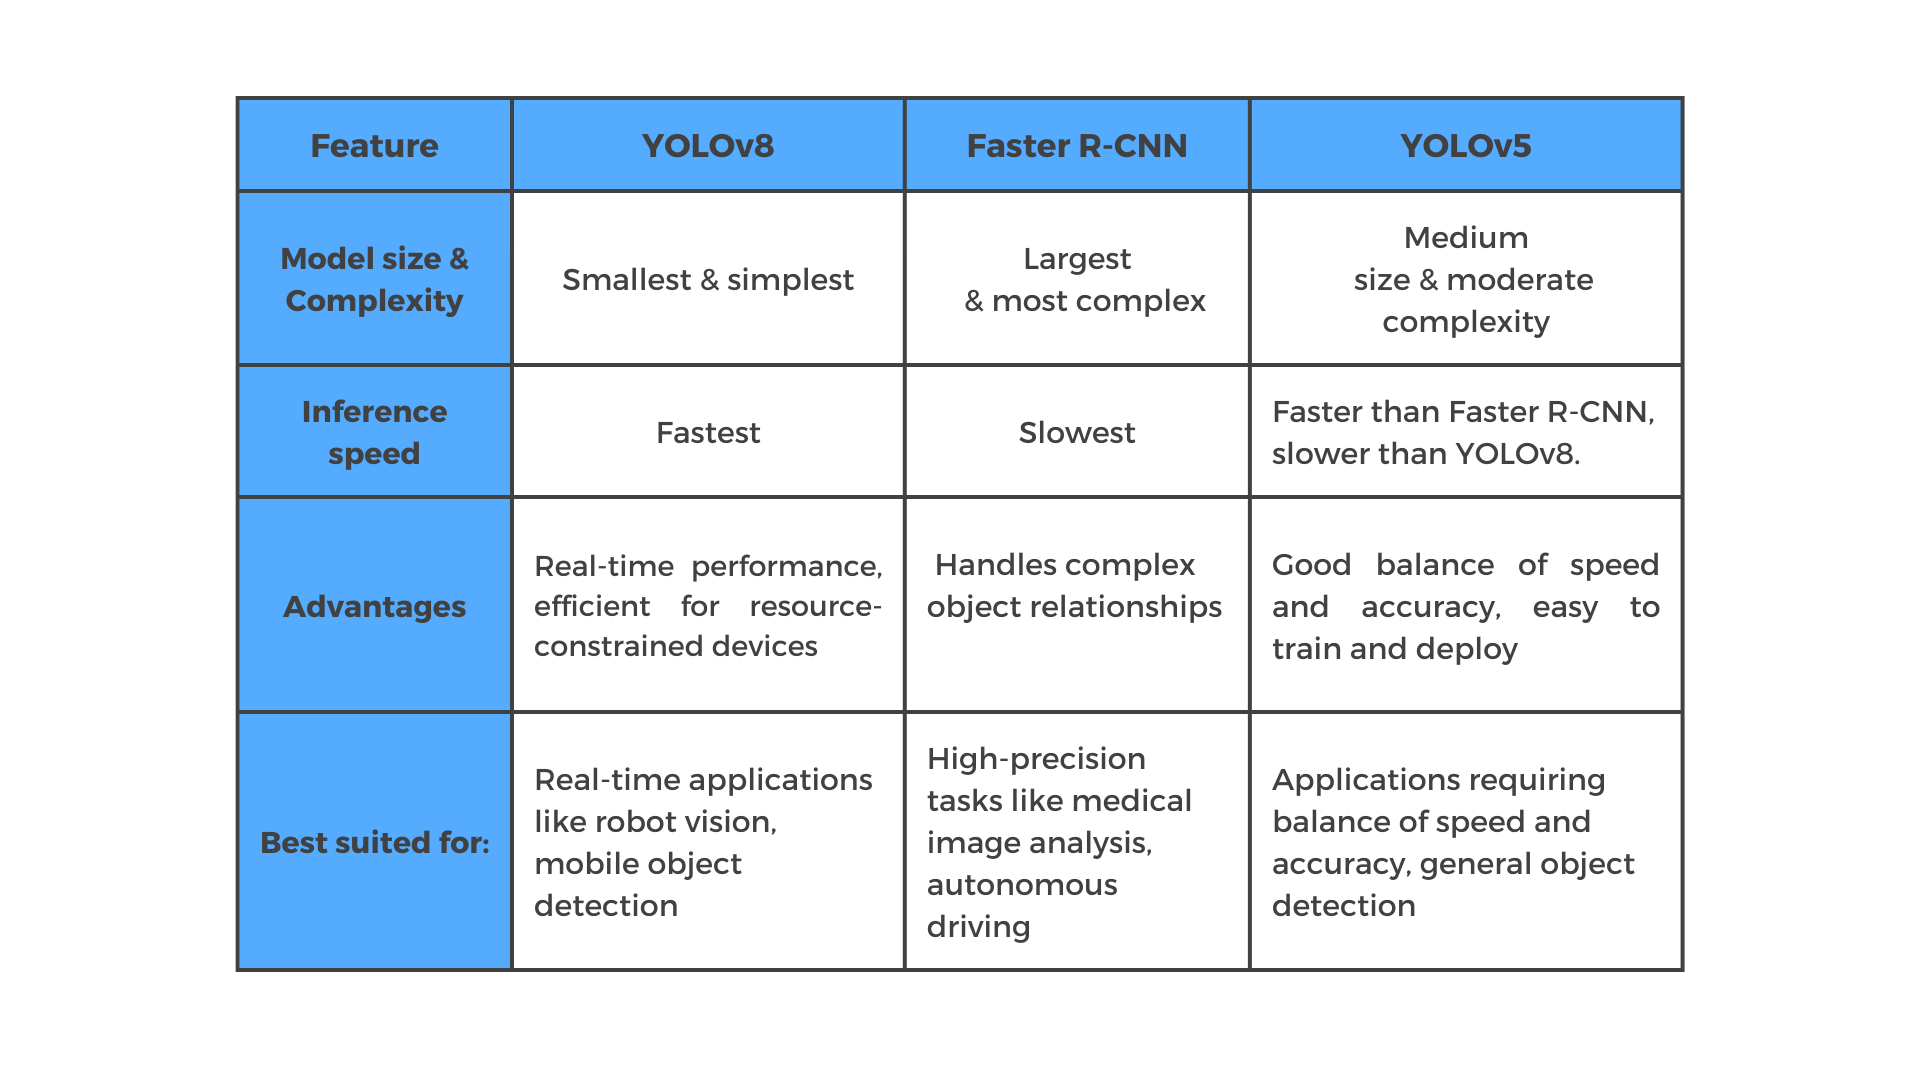 Feature
YOLOv8
Faster R-CNN
YOLOv5
Model size &
Complexity
Smallest & simplest
Largest
& most complex
Medium
size & moderate
complexity
Inference
speed
Fastest
Slowest
Faster than Faster R-CNN,
slower than YOLOv8.
Advantages
Real-time performance,
efficient for resource-
constrained devices
Handles complex
object relationships
Good balance of speed
and accuracy, easy to
train and deploy
Best suited for:
Real-time applications
like robot vision,
mobile object
detection
High-precision
tasks like medical
image analysis,
autonomous
driving
Applications requiring
balance of speed and
accuracy, general object
detection